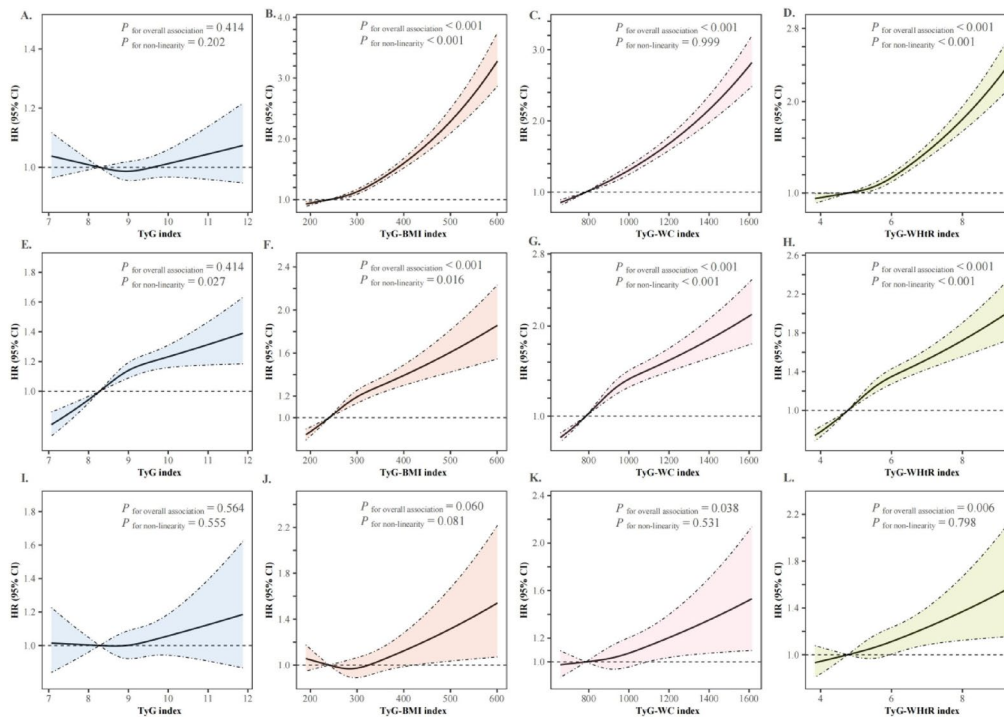 A.
P for overall association = 0.414
P for non-linearity = 0.202
HR (95% CI)
1.4
1.2
1.0
7 8 9 10 11 12
TyG index
B.
P for overall association < 0.001
P for non-linearity < 0.001
HR (95% CI)
4.0
3.0
2.0
1.0
200 300 400 500 600
TyG-BMI index
C.
P for overall association < 0.001
P for non-linearity = 0.999
HR (95% CI)
3.0
2.0
1.0
800 1000 1200 1400 1600
TyG-WC index
D.
P for overall association < 0.001
P for non-linearity < 0.001
HR (95% CI)
2.8
2.0
1.0
4 6 8
TyG-WHtR index
E.
P for overall association = 0.414
P for non-linearity = 0.027
HR (95% CI)
1.8
1.6
1.4
1.2
1.0
7 8 9 10 11 12
TyG index
F.
P for overall association < 0.001
P for non-linearity = 0.016
HR (95% CI)
2.4
2.0
1.6
1.4
1.0
200 300 400 500 600
TyG-BMI index
G.
P for overall association < 0.001
P for non-linearity < 0.001
HR (95% CI)
2.8
2.0
1.0
800 1000 1200 1400 1600
TyG-WC index
H.
P for overall association < 0.001
P for non-linearity < 0.001
HR (95% CI)
2.6
2.2
1.8
1.4
1.0
4 6 8
TyG-WHtR index
I.
P for overall association = 0.564
P for non-linearity = 0.555
HR (95% CI)
1.8
1.6
1.4
1.2
1.0
7 8 9 10 11 12
TyG index
J.
P for overall association = 0.060
P for non-linearity = 0.081
HR (95% CI)
2.2
1.8
1.4
1.2
1.0
200 300 400 500 600
TyG-BMI index
K.
P for overall association = 0.038
P for non-linearity = 0.531
HR (95% CI)
2.4
2.0
1.6
1.2
1.0
800 1000 1200 1400 1600
TyG-WC index
L.
P for overall association = 0.006
P for non-linearity = 0.798
HR (95% CI)
2.2
1.8
1.4
1.2
1.0
4 6 8
TyG-WHtR index